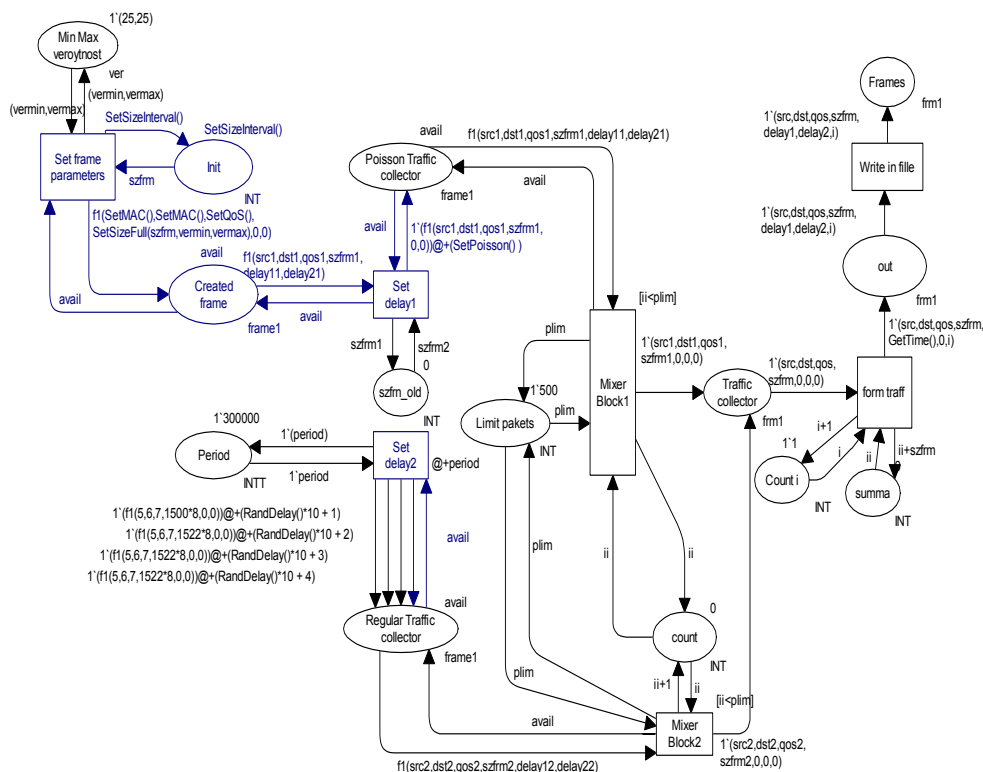 1`(25,25)
Min Max
veroytnost
ver
(vermin,vermax)
(vermin,vermax)
SetSizeInterval()
SetSizeInterval()
Set frame
parameters
szfrm
Init
INT
f1(SetMAC(),SetMAC(),SetQoS(),
SetSizeFull(szfrm,vermin,vermax),0,0)
avail
avail
Created
frame
frame1
f1(src1,dst1,qos1,szfrm1,
delay11,delay21)
avail
Set
delay1
avail
Poisson Traffic
collector
frame1
avail
1`(f1(src1,dst1,qos1,szfrm1,
0,0))@+(SetPoisson() )
f1(src1,dst1,qos1,szfrm1,delay11,delay21)
avail
szfrm1
szfrm2
0
szfrn_old
INT
1`300000
Period
INTT
1`(period)
1`period
Set
delay2
@+period
1`(f1(5,6,7,1500*8,0,0))@+(RandDelay()*10 + 1)
1`(f1(5,6,7,1522*8,0,0))@+(RandDelay()*10 + 2)
1`(f1(5,6,7,1522*8,0,0))@+(RandDelay()*10 + 3)
1`(f1(5,6,7,1522*8,0,0))@+(RandDelay()*10 + 4)
avail
avail
Regular Traffic
collector
frame1
avail
f1(src2,dst2,qos2,szfrm2,delay12,delay22)
[ii<plim]
plim
Mixer
Block1
1`500
Limit pakets
plim
INT
plim
plim
ii
ii
0
count
INT
ii+1
ii
[ii<plim]
Mixer
Block2
1`(src2,dst2,qos2,
szfrm2,0,0,0)
1`(src1,dst1,qos1,
szfrm1,0,0,0)
Traffic
collector
frm1
1`(src,dst,qos,
szfrm,0,0,0)
form traff
i+1
1`1
i
Count i
INT
ii
ii+szfrm
summa
INT
1`(src,dst,qos,szfrm,
GetTime(),0,i)
out
frm1
1`(src,dst,qos,szfrm,
delay1,delay2,i)
Write in fille
1`(src,dst,qos,szfrm,
delay1,delay2,i)
Frames
frm1